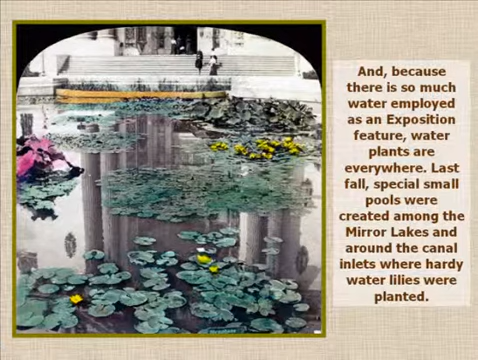 And, because
there is so much
water employed
as an Exposition
feature, water
plants are
everywhere. Last
fall, special small
pools were
created among the
Mirror Lakes and
around the canal
inlets where hardy
water lilies were
planted.